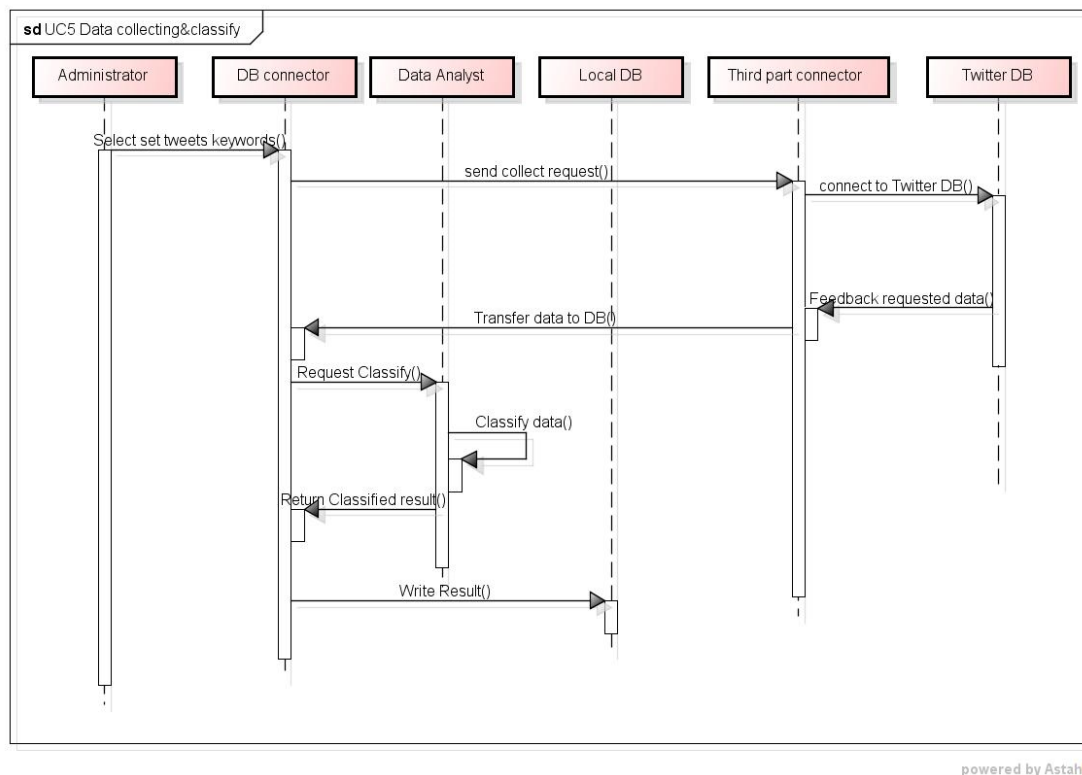 sd UC5 Data collecting&classify
Administrator
DB connector
Data Analyst
Local DB
Third part connector
Twitter DB
Select set tweets keywords()
send collect request()
connect to Twitter DB()
Feedback requested data()
Transfer data to DB()
Request Classify()
Classify data()
Return Classified result()
Write Result()
powered by Astah